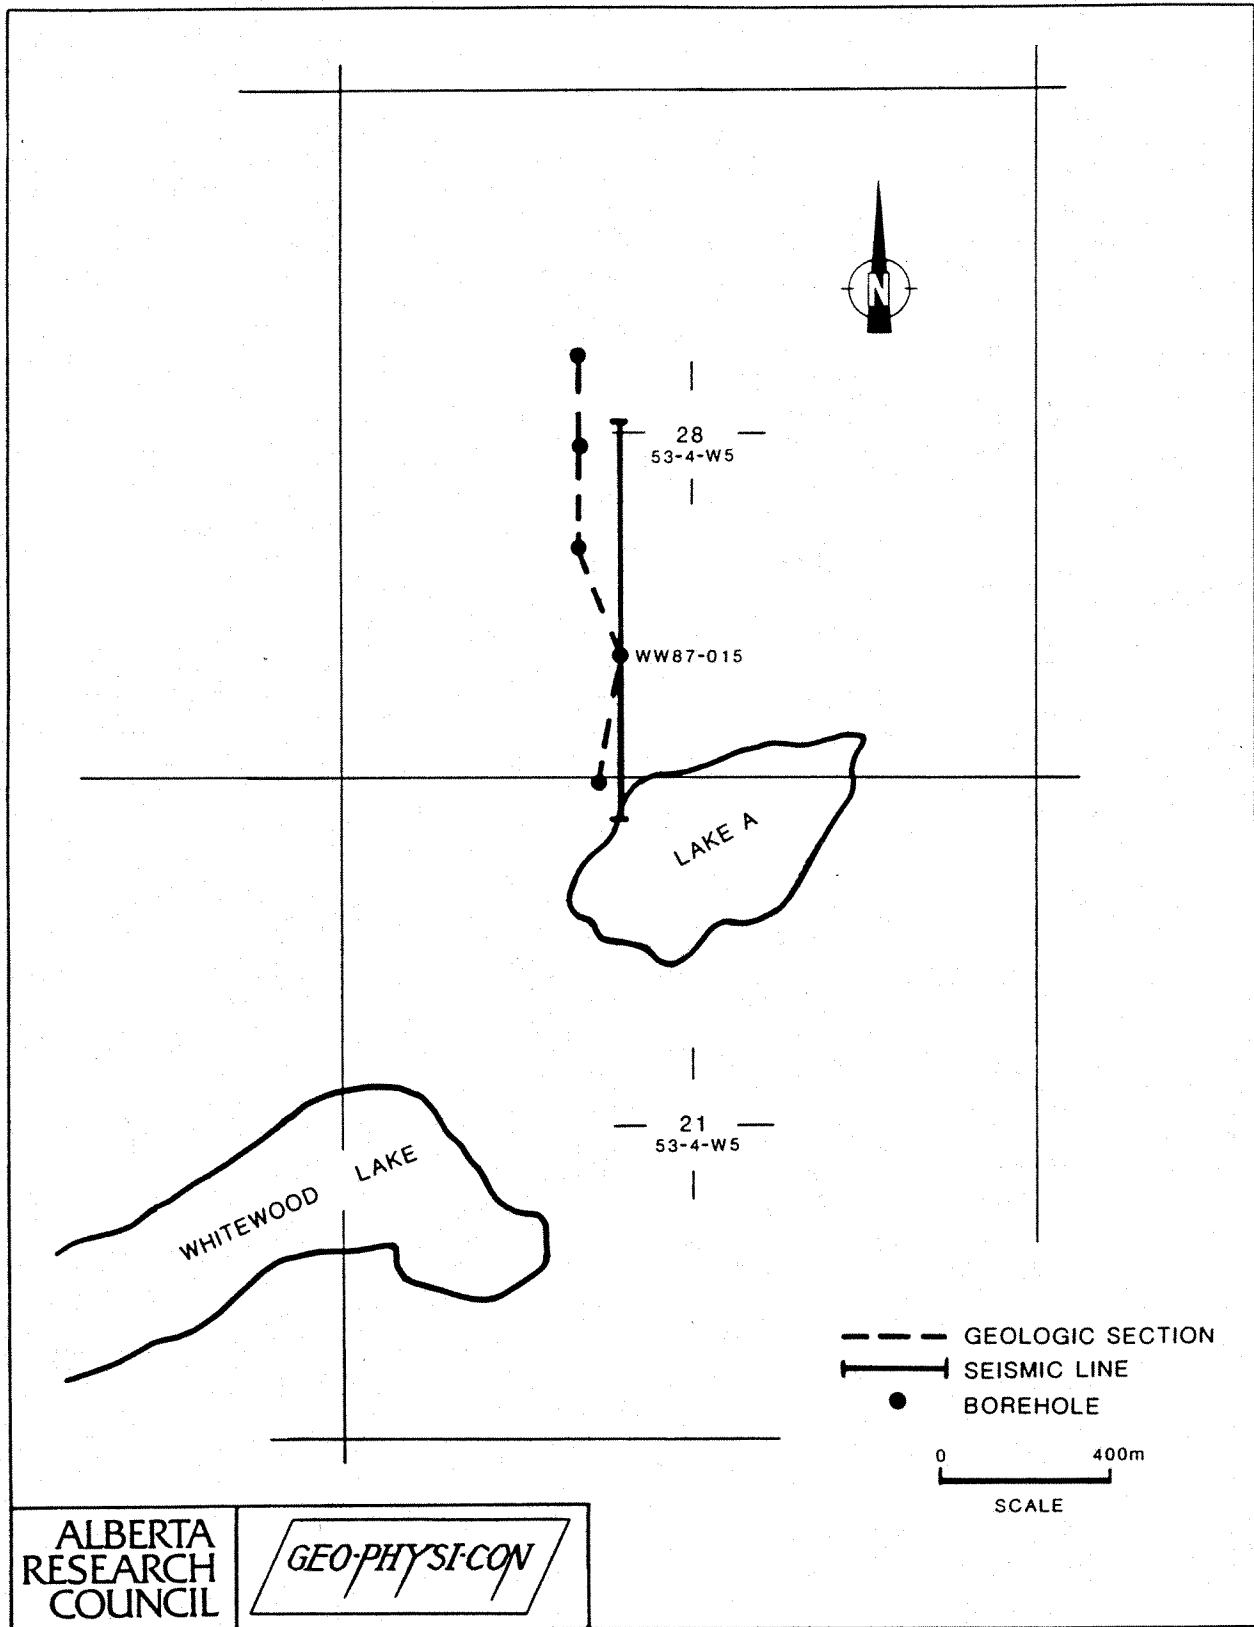 N
28
53-4-W5
WW87-015
LAKE A
21
53-4-W5
WHITEWOOD LAKE
GEOLOGIC SECTION
SEISMIC LINE
BOREHOLE
0 400m
SCALE
ALBERTA
RESEARCH
COUNCIL
GEO-PHYSI-CON